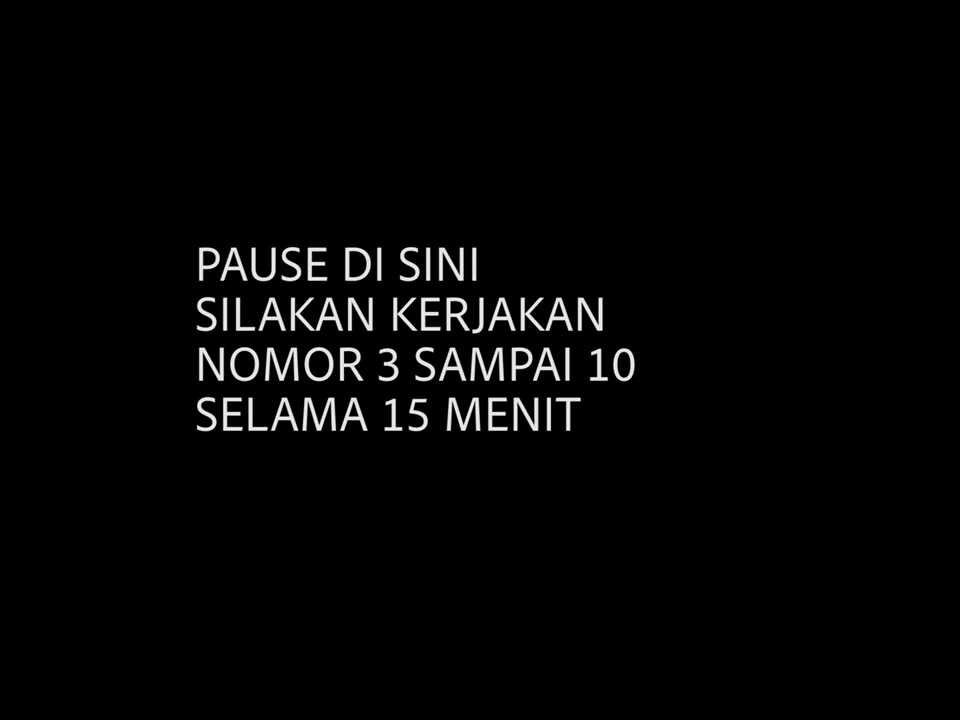 PAUSE DI SINI
SILAKAN KERJAKAN
NOMOR 3 SAMPAI 10
SELAMA 15 MENIT